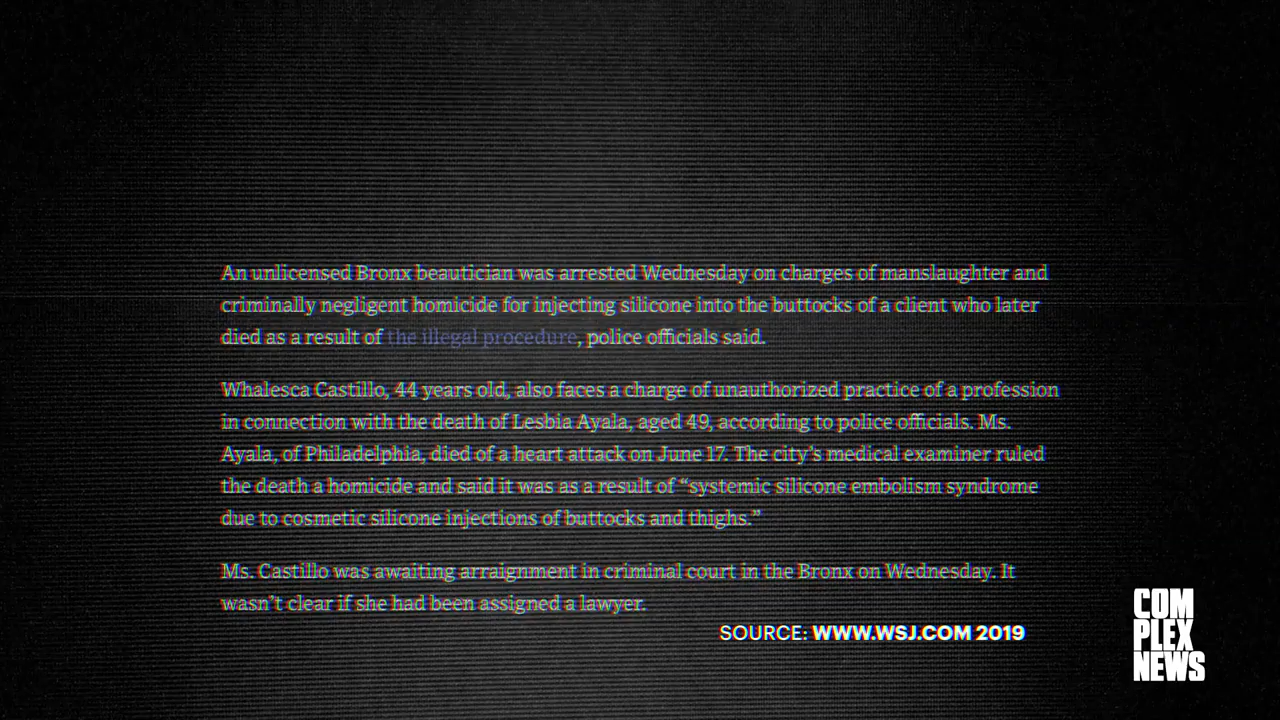 An unlicensed Bronx beautician was arrested Wednesday on charges of manslaughter and
criminally negligent homicide for injecting silicone into the buttocks of a client who later
died as a result of the illegal procedure, police officials said.
Whalesca Castillo, 44 years old, also faces a charge of unauthorized practice of a profession
in connection with the death of Lesbia Ayala, aged 49, according to police officials. Ms.
Ayala, of Philadelphia, died of a heart attack on June 17. The city’s medical examiner ruled
the death a homicide and said it was as a result of “systemic silicone embolism syndrome
due to cosmetic silicone injections of buttocks and thighs.”
Ms. Castillo was awaiting arraignment in criminal court in the Bronx on Wednesday. It
wasn’t clear if she had been assigned a lawyer.
SOURCE: WWW.WSJ.COM 2019
COM
PLEX
NEWS